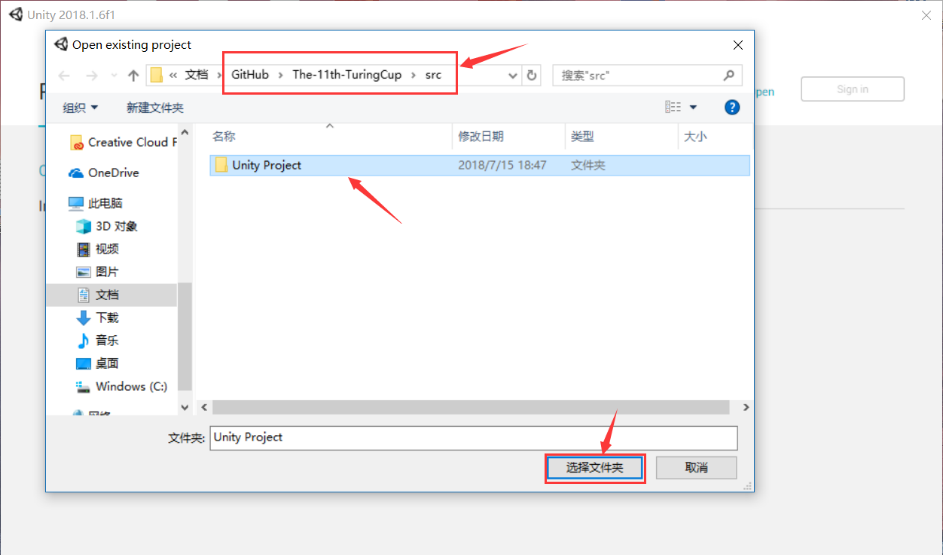 Unity 2018.1.6f1
Open existing project
« 文档 › GitHub › The-11th-TuringCup › src
搜索"src"
组织 新建文件夹
pen
Sign in
名称 修改日期 类型 大小
Unity Project 2018/7/15 18:47 文件夹
Creative Cloud F
OneDrive
此电脑
3D 对象
视频
图片
文档
下载
音乐
桌面
Windows (C:)
文件夹: Unity Project
选择文件夹 取消